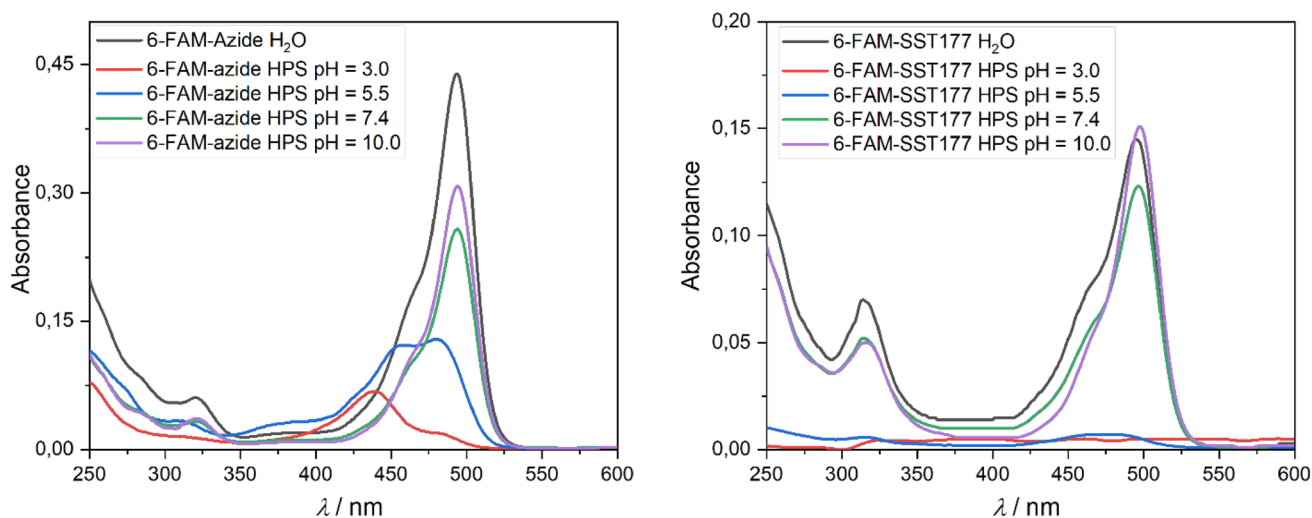 6-FAM-Azide H₂O
6-FAM-azide HPS pH = 3.0
6-FAM-azide HPS pH = 5.5
6-FAM-azide HPS pH = 7.4
6-FAM-azide HPS pH = 10.0
0,45
0,30
0,15
0,00
Absorbance
250 300 350 400 450 500 550 600
λ / nm
6-FAM-SST177 H₂O
6-FAM-SST177 HPS pH = 3.0
6-FAM-SST177 HPS pH = 5.5
6-FAM-SST177 HPS pH = 7.4
6-FAM-SST177 HPS pH = 10.0
0,20
0,15
0,10
0,05
0,00
Absorbance
250 300 350 400 450 500 550 600
λ / nm